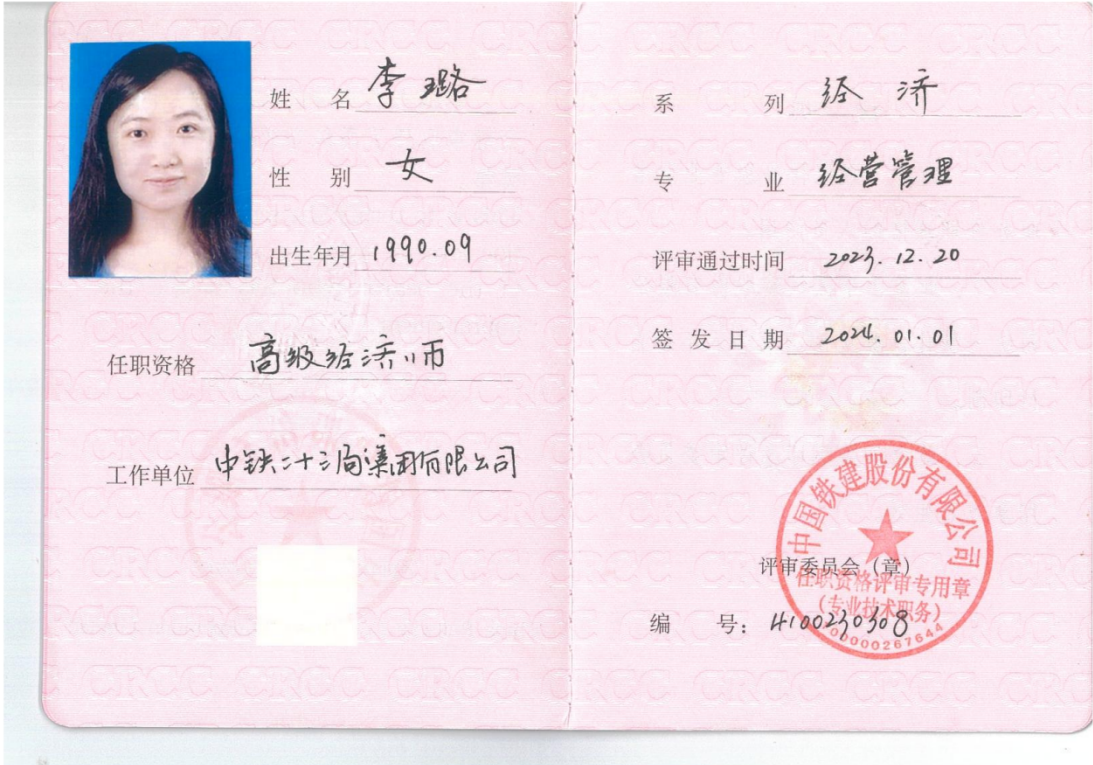 姓 名 李璐
性 别 女
出生年月 1990.09
任职资格 高级经济师
工作单位 中铁二十三局集团有限公司
系 列 经济
专 业 经营管理
评审通过时间 2023.12.20
签发日期 2024.01.01
中国铁建股份有限公司
评审委员会（章）
任职资格评审专用章
（专业技术职务）
编 号： H100230308
00000267644